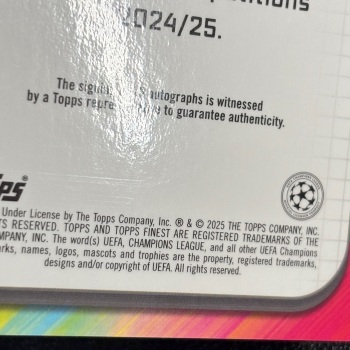 2024/25.
The autographs is witnessed
by a Topps to guarantee authenticity.
Under License by The Topps Company, Inc. ® & © 2025 THE TOPPS COMPANY, INC.
TS RESERVED. TOPPS AND TOPPS FINEST ARE REGISTERED TRADEMARKS OF THE
MPANY, INC. The word(s) UEFA, CHAMPIONS LEAGUE, and all other UEFA Champions
rks, names, logos, mascots and trophies are the property, registered trademarks,
designs and/or copyright of UEFA. All rights reserved.